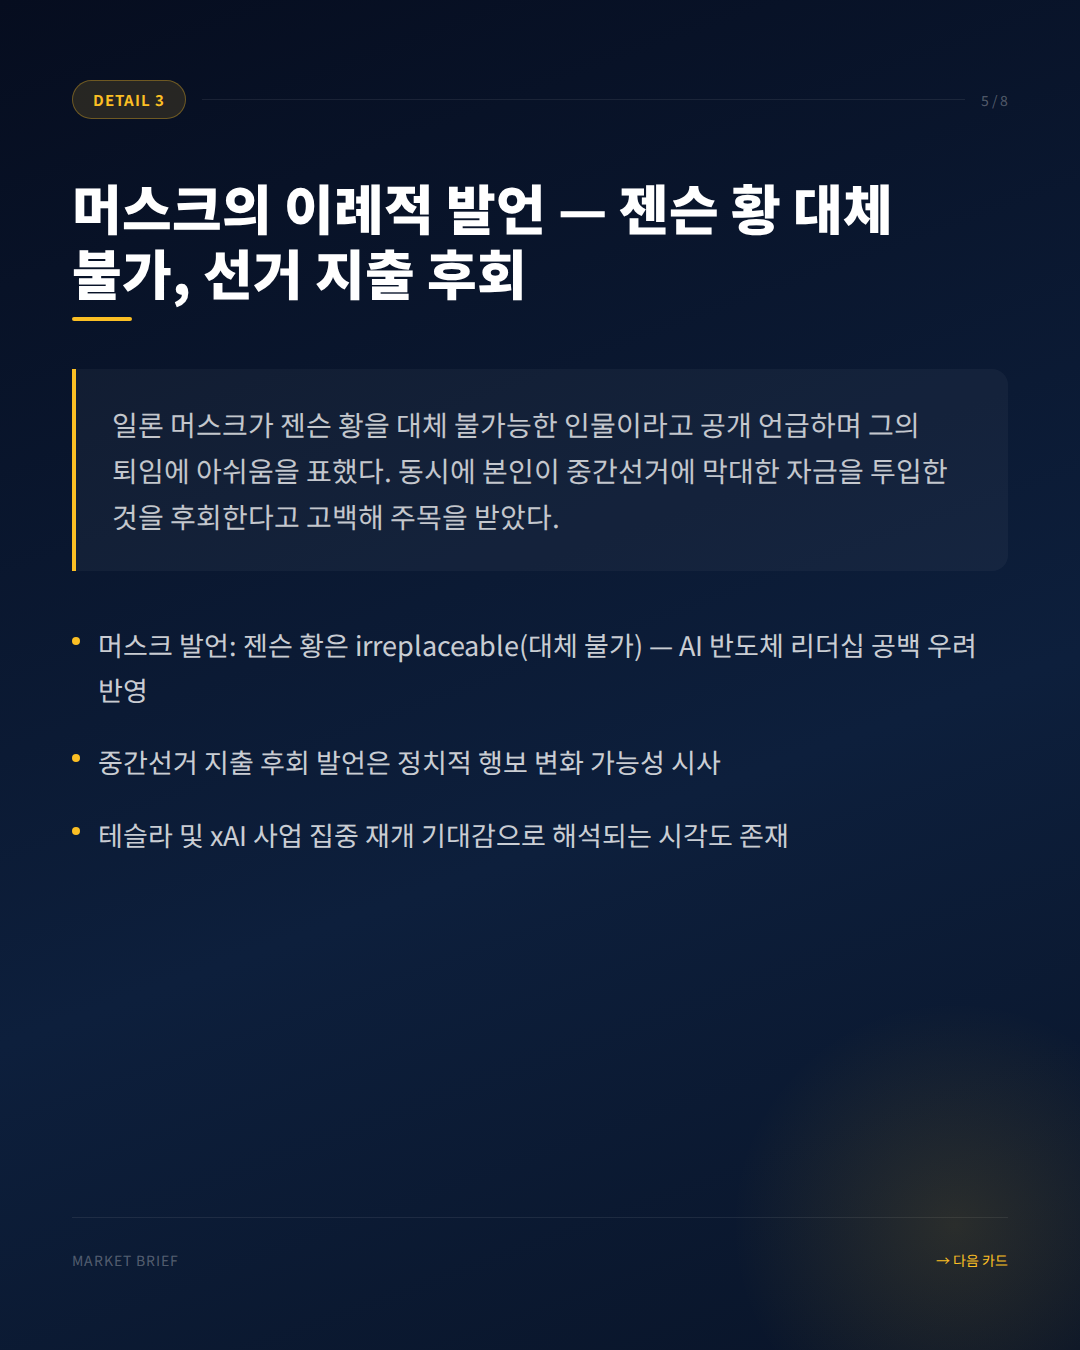 DETAIL 3
5 / 8
머스크의 이례적 발언 — 젠슨 황 대체
불가, 선거 지출 후회
일론 머스크가 젠슨 황을 대체 불가능한 인물이라고 공개 언급하며 그의
퇴임에 아쉬움을 표했다. 동시에 본인이 중간선거에 막대한 자금을 투입한
것을 후회한다고 고백해 주목을 받았다.
머스크 발언: 젠슨 황은 irreplaceable(대체 불가) — AI 반도체 리더십 공백 우려
반영
중간선거 지출 후회 발언은 정치적 행보 변화 가능성 시사
테슬라 및 xAI 사업 집중 재개 기대감으로 해석되는 시각도 존재
MARKET BRIEF
→ 다음 카드